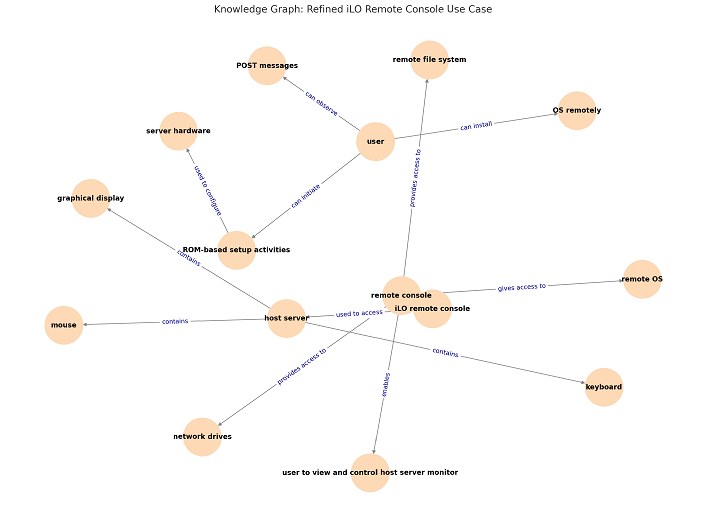 Knowledge Graph: Refined iLO Remote Console Use Case
remote file system
POST messages
can observe
OS remotely
can install
server hardware
user
provides access to
used to configure
can initiate
graphical display
ROM-based setup activities
contains
remote OS
gives access to
remote console
iLO remote console
used to access
host server
mouse
contains
contains
provides access to
enables
keyboard
network drives
user to view and control host server monitor